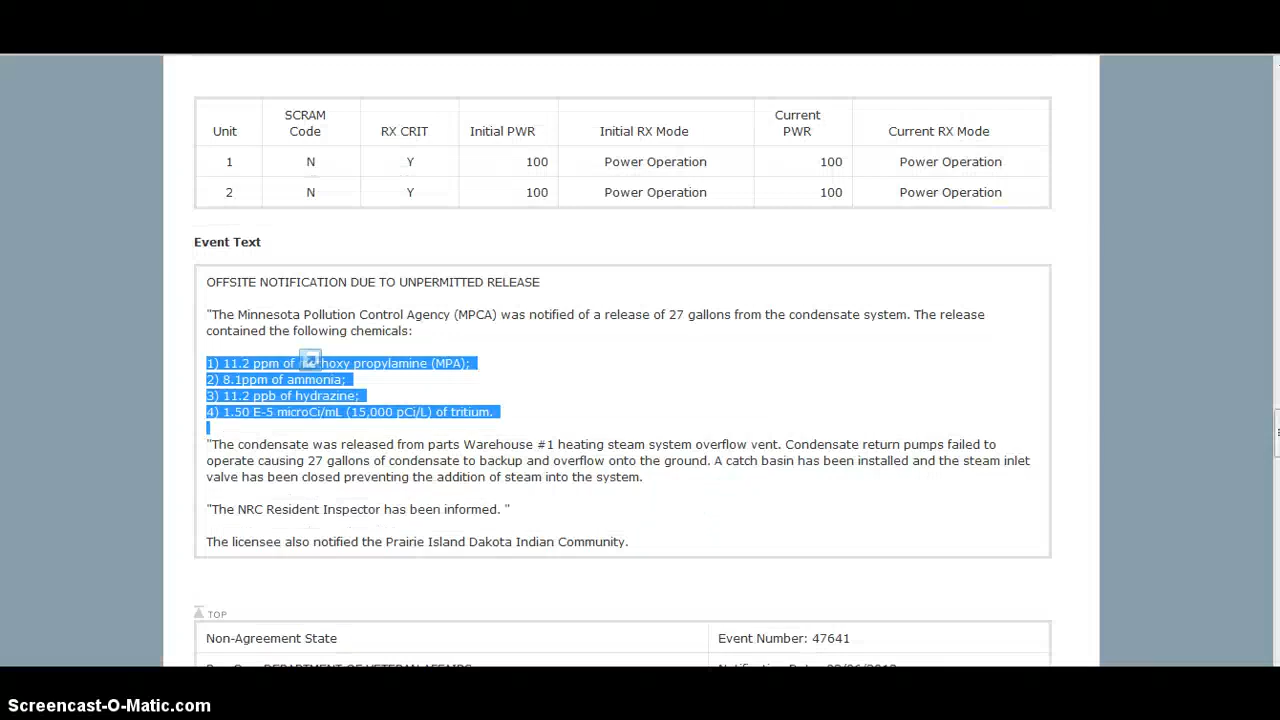 SCRAM Current
Unit Code RX CRIT Initial PWR Initial RX Mode PWR Current RX Mode
1 N Y 100 Power Operation 100 Power Operation
2 N Y 100 Power Operation 100 Power Operation
Event Text
OFFSITE NOTIFICATION DUE TO UNPERMITTED RELEASE
"The Minnesota Pollution Control Agency (MPCA) was notified of a release of 27 gallons from the condensate system. The release
contained the following chemicals:
1) 11.2 ppm of propylamine (MPA);
2) 8.1ppm of ammonia;
3) 11.2 ppb of hydrazine;
4) 1.50 E-5 microCi/mL (15,000 pCi/L) of tritium.
"The condensate was released from parts Warehouse #1 heating steam system overflow vent. Condensate return pumps failed to
operate causing 27 gallons of condensate to backup and overflow onto the ground. A catch basin has been installed and the steam inlet
valve has been closed preventing the addition of steam into the system.
"The NRC Resident Inspector has been informed. "
The licensee also notified the Prairie Island Dakota Indian Community.
TOP
Non-Agreement State Event Number: 47641
DEPARTMENT OF VETERAN AFFAIRS
Screencast-O-Matic.com